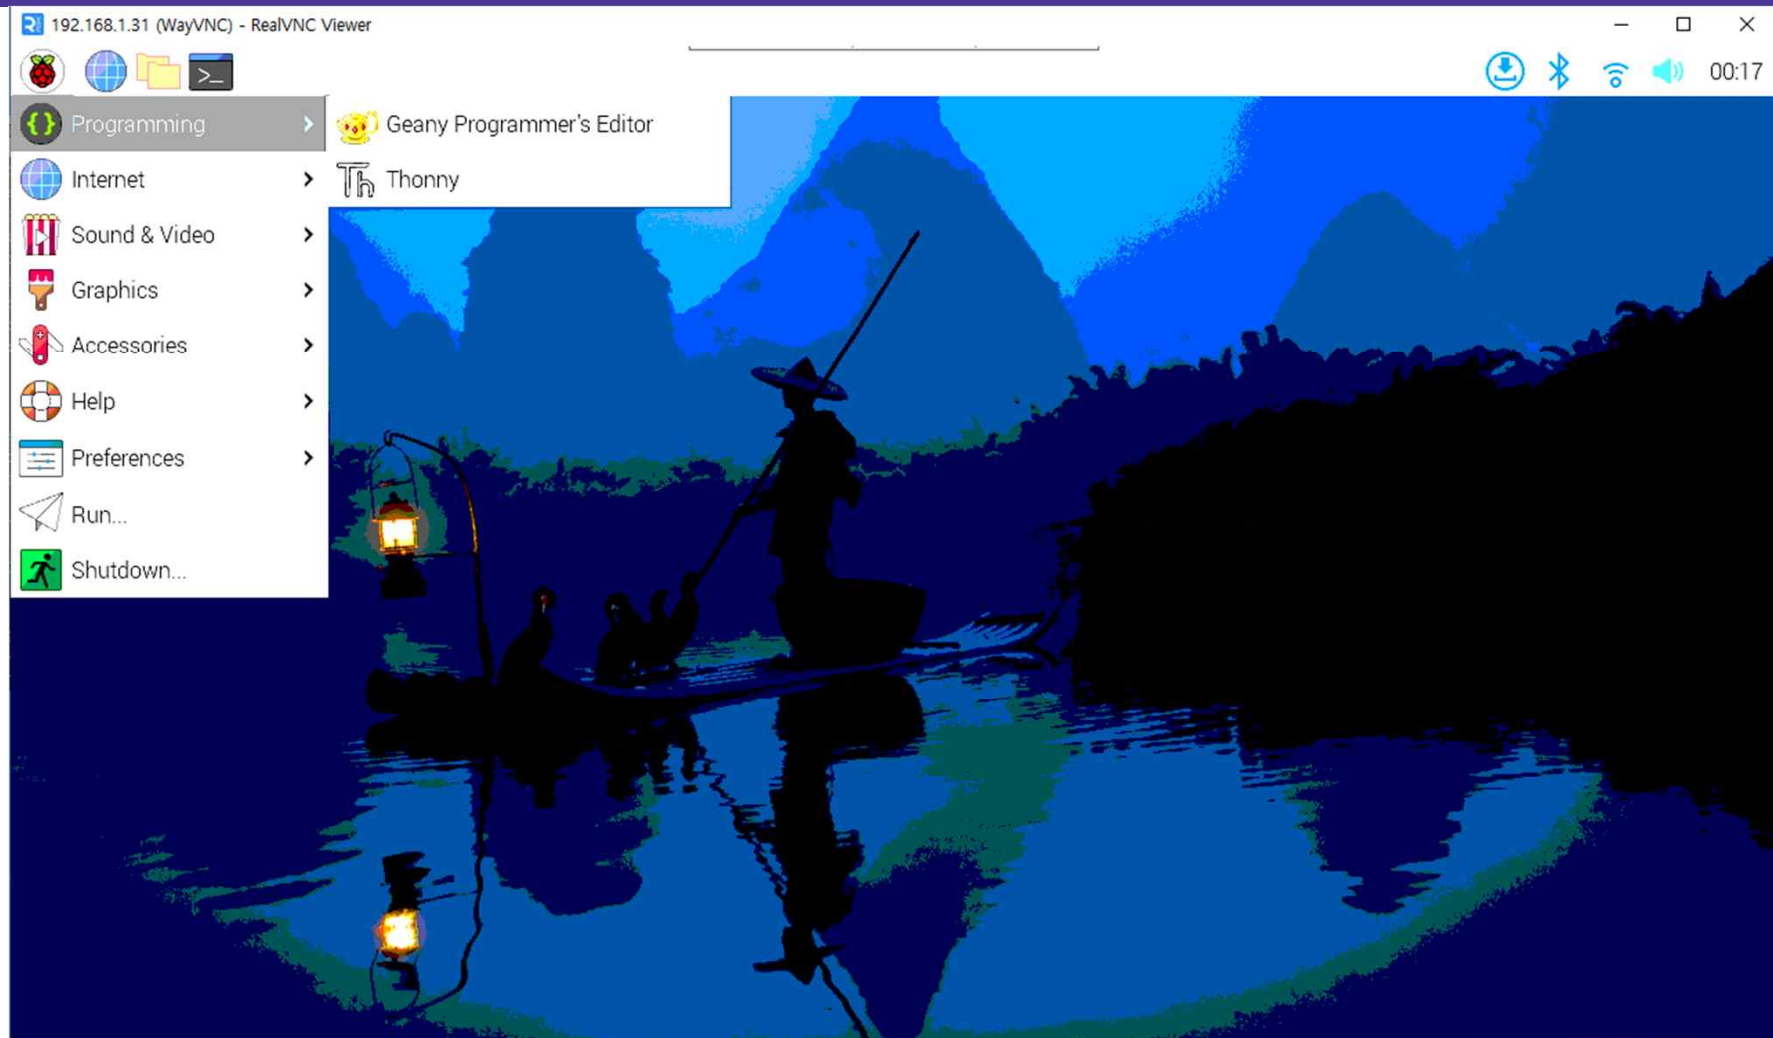 192.168.1.31 (WayVNC) - RealVNC Viewer
00:17
Programming
Geany Programmer's Editor
Internet
Thonny
Sound & Video
Graphics
Accessories
Help
Preferences
Run...
Shutdown...